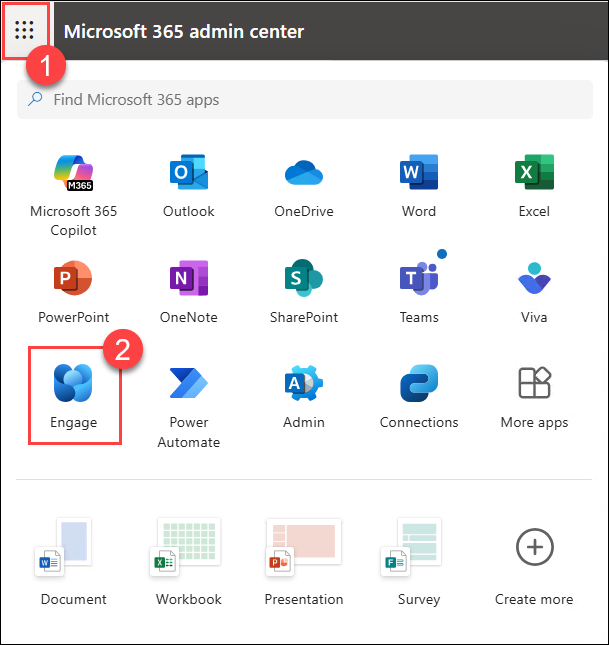 Microsoft 365 admin center
1
Find Microsoft 365 apps
M365
Microsoft 365
Copilot
O
Outlook
OneDrive
W
Word
X
Excel
P
PowerPoint
N
OneNote
S
SharePoint
T
Teams
Viva
2
Engage
Power
Automate
A
Admin
Connections
More apps
W
Document
X
Workbook
P
Presentation
F
Survey
Create more